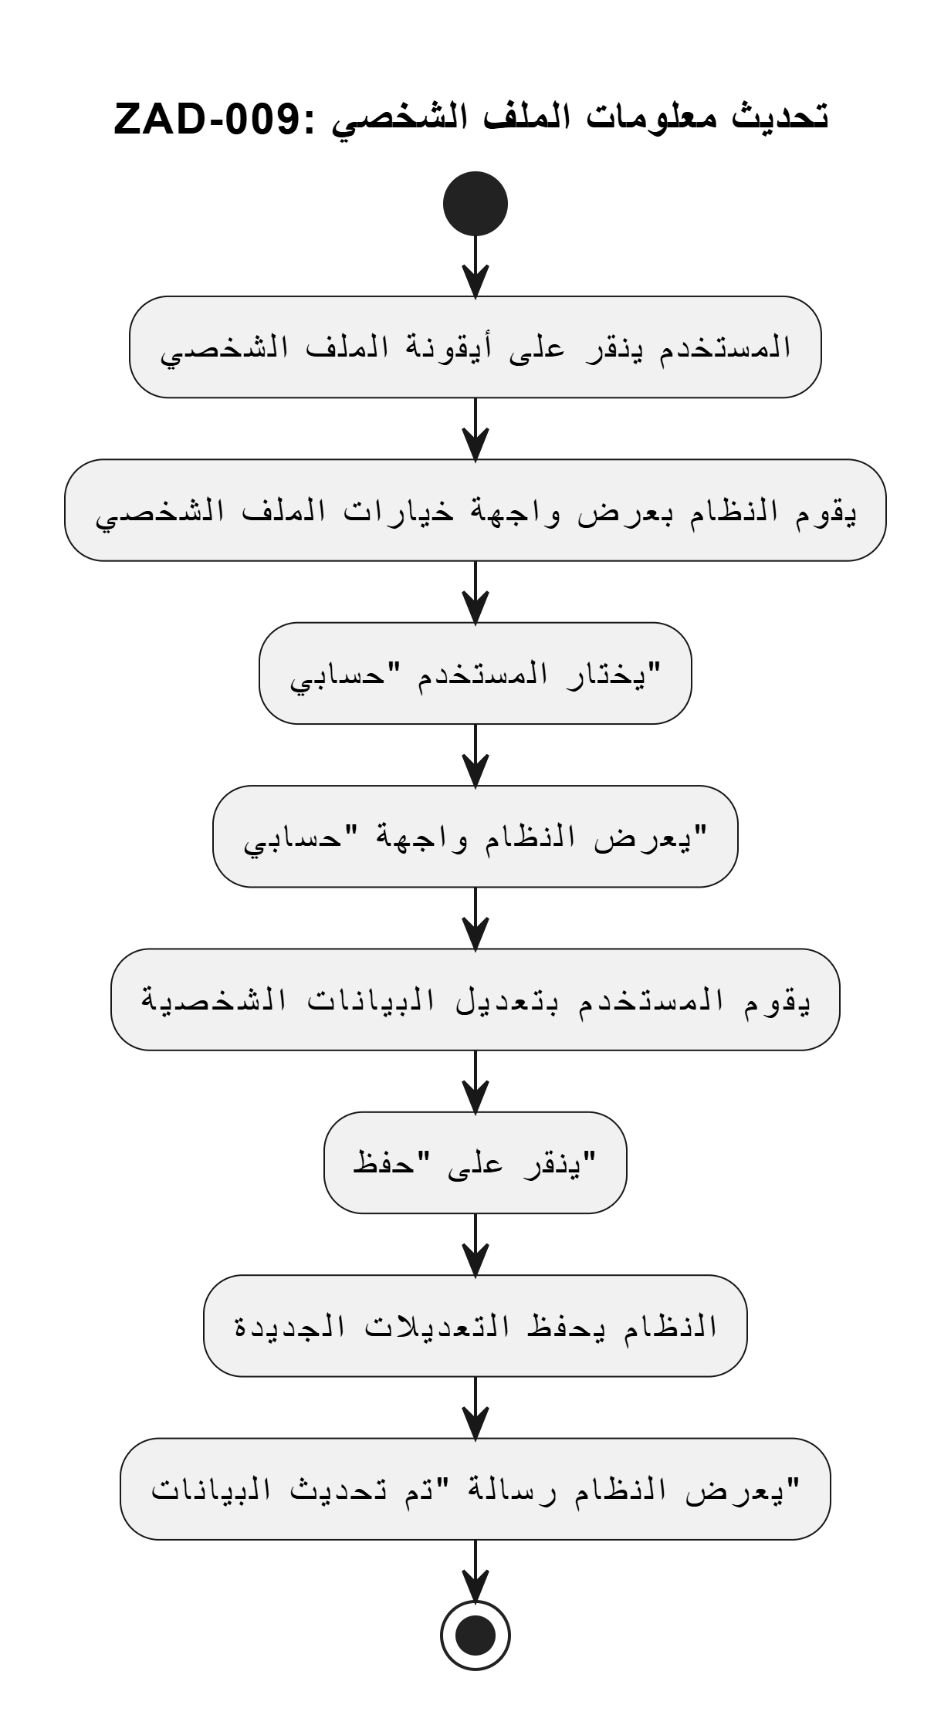 ZAD-009: تحديث معلومات الملف الشخصي
المستخدم ينقر على أيقونة الملف الشخصي
يقوم النظام بعرض واجهة خيارات الملف الشخصي
يختار المستخدم "حسابي"
يعرض النظام واجهة "حسابي"
يقوم المستخدم بتعديل البيانات الشخصية
ينقر على "حفظ"
النظام يحفظ التعديلات الجديدة
يعرض النظام رسالة "تم تحديث البيانات"